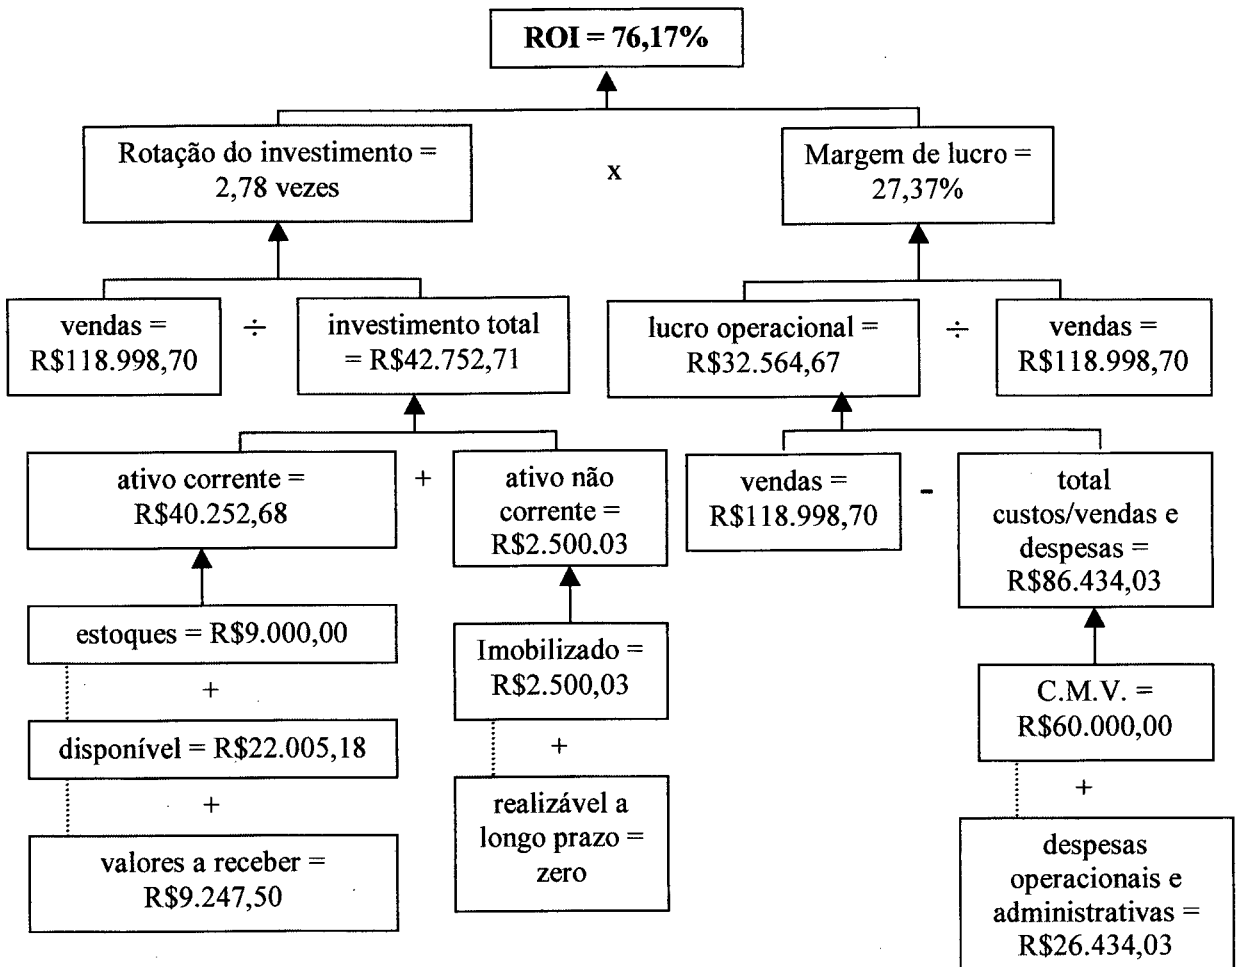 ROI = 76,17%
Rotação do investimento =
2,78 vezes
x
Margem de lucro =
27,37%
vendas =
R$118.998,70
÷
investimento total
= R$42.752,71
lucro operacional =
R$32.564,67
÷
vendas =
R$118.998,70
ativo corrente =
R$40.252,68
+
ativo não
corrente =
R$2.500,03
vendas =
R$118.998,70
-
total
custos/vendas e
despesas =
R$86.434,03
estoques = R$9.000,00
+
disponível = R$22.005,18
+
valores a receber =
R$9.247,50
Imobilizado =
R$2.500,03
+
realizável a
longo prazo =
zero
C.M.V. =
R$60.000,00
+
despesas
operacionais e
administrativas =
R$26.434,03